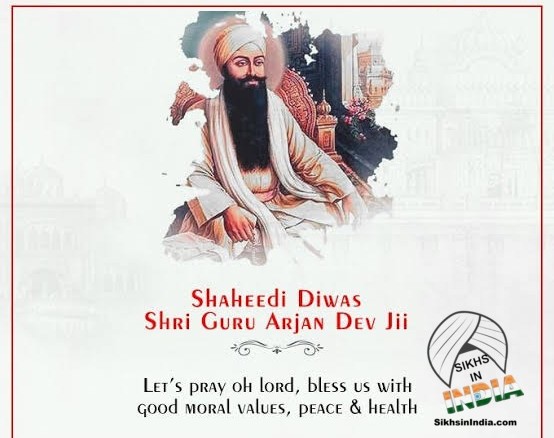 Shaheedi Diwas
Shri Guru Arjan Dev Jii
Let's pray oh lord, bless us with
good moral values, peace & health
SIKHS
IN
INDIA
SikhsinIndia.com